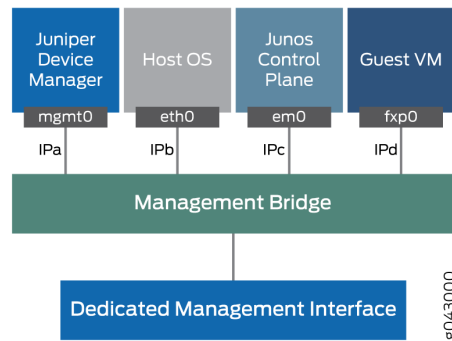 Juniper
Device
Manager
Host OS
Junos
Control
Plane
Guest VM
mgmt0
eth0
em0
fxp0
IPa
IPb
IPc
IPd
Management Bridge
Dedicated Management Interface
g043000